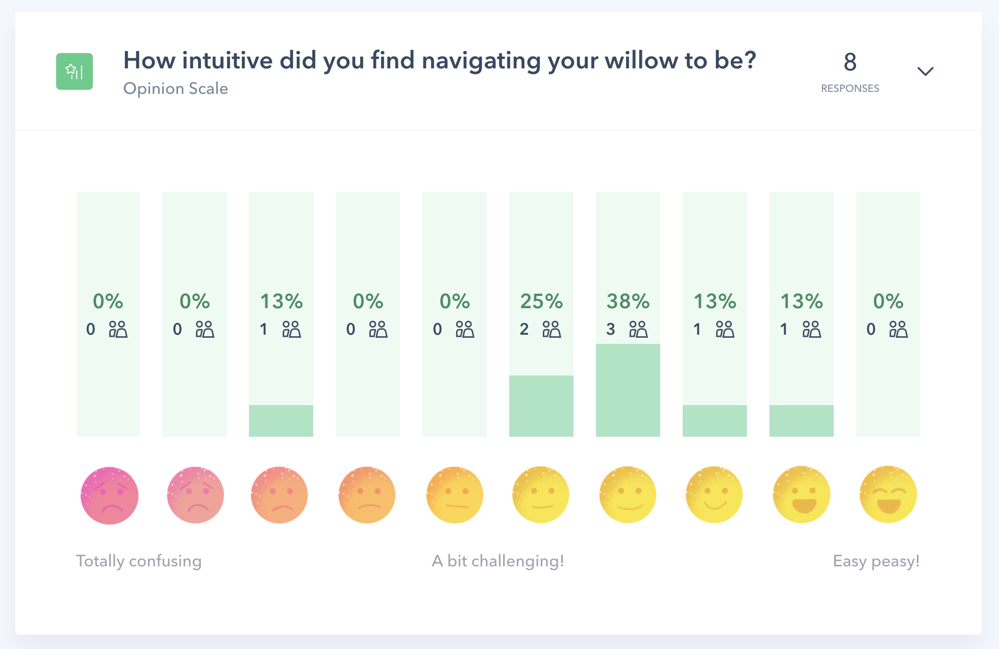 How intuitive did you find navigating your willow to be?
Opinion Scale
8
RESPONSES
0% 0% 13% 0% 0% 25% 38% 13% 13% 0%
0 0 1 0 0 2 3 1 1 0
Totally confusing A bit challenging! Easy peasy!